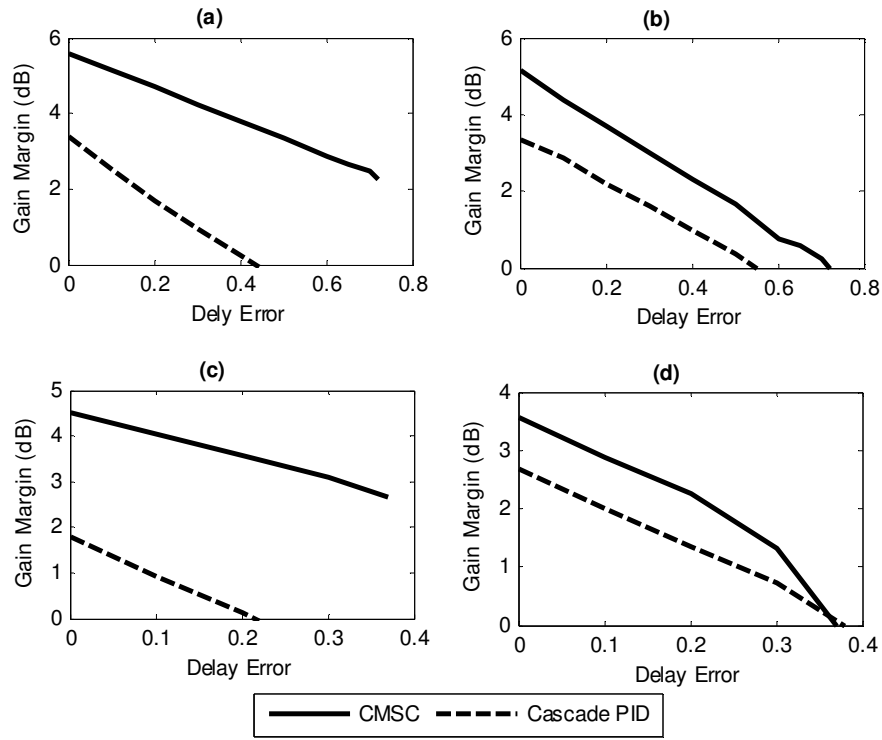 (a)
Gain Margin (dB)
6
4
2
0
0 0.2 0.4 0.6 0.8
Dely Error
(b)
Gain Margin (dB)
6
4
2
0
0 0.2 0.4 0.6 0.8
Delay Error
(c)
Gain Margin (dB)
5
4
3
2
1
0
0 0.1 0.2 0.3 0.4
Delay Error
(d)
Gain Margin (dB)
4
3
2
1
0
0 0.1 0.2 0.3 0.4
Delay Error
CMSC Cascade PID